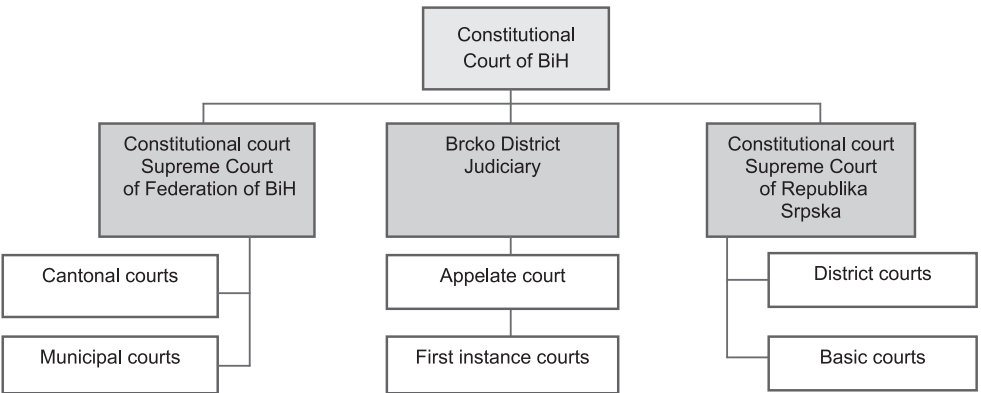 Constitutional
Court of BiH
Constitutional court
Supreme Court
of Federation of BiH
Brcko District
Judiciary
Constitutional court
Supreme Court
of Republika
Srpska
Cantonal courts
Appelate court
District courts
Municipal courts
First instance courts
Basic courts